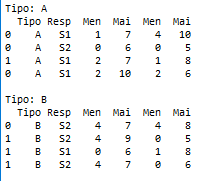 Tipo: A
Tipo Resp Men Mai Men Mai
0 A S1 1 7 4 10
0 A S2 0 6 0 5
1 A S1 2 7 1 8
0 A S1 2 10 2 6
Tipo: B
Tipo Resp Men Mai Men Mai
0 B S2 4 7 4 8
1 B S2 4 9 0 5
1 B S1 0 6 1 8
1 B S2 4 7 0 6